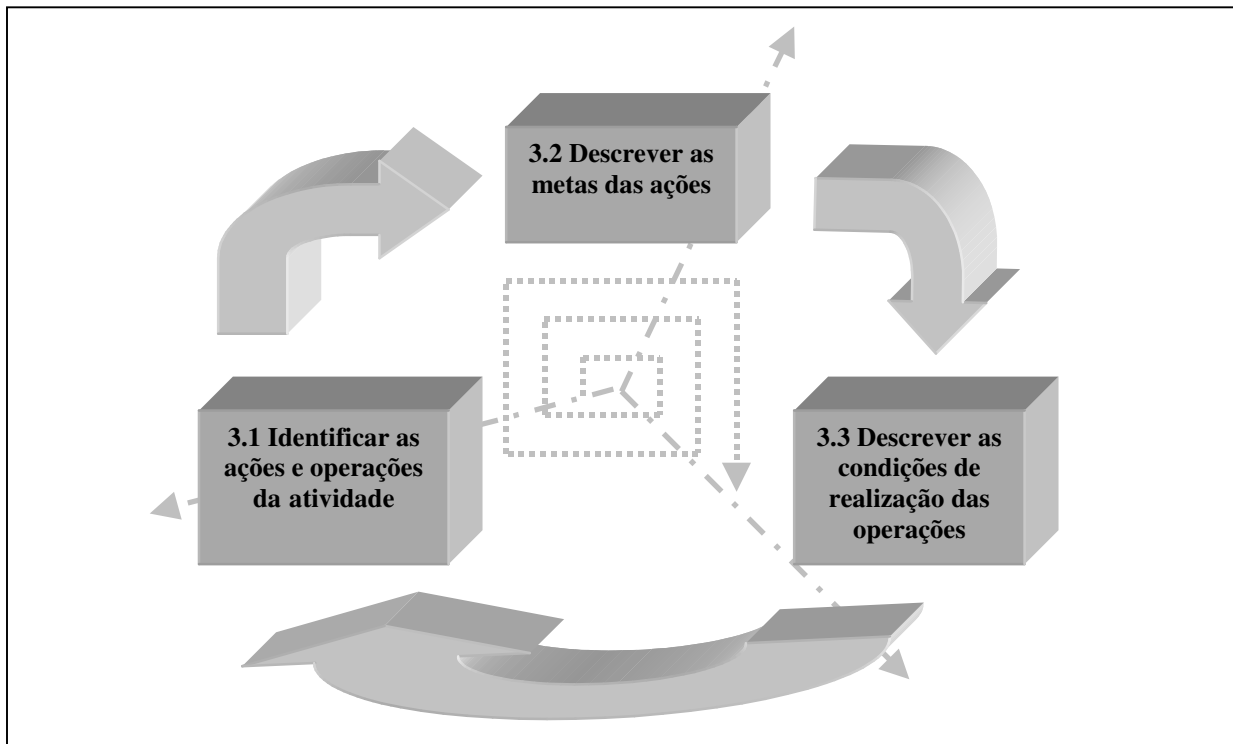 3.2 Descrever as
metas das ações
3.1 Identificar as
ações e operações
da atividade
3.3 Descrever as
condições de
realização das
operações